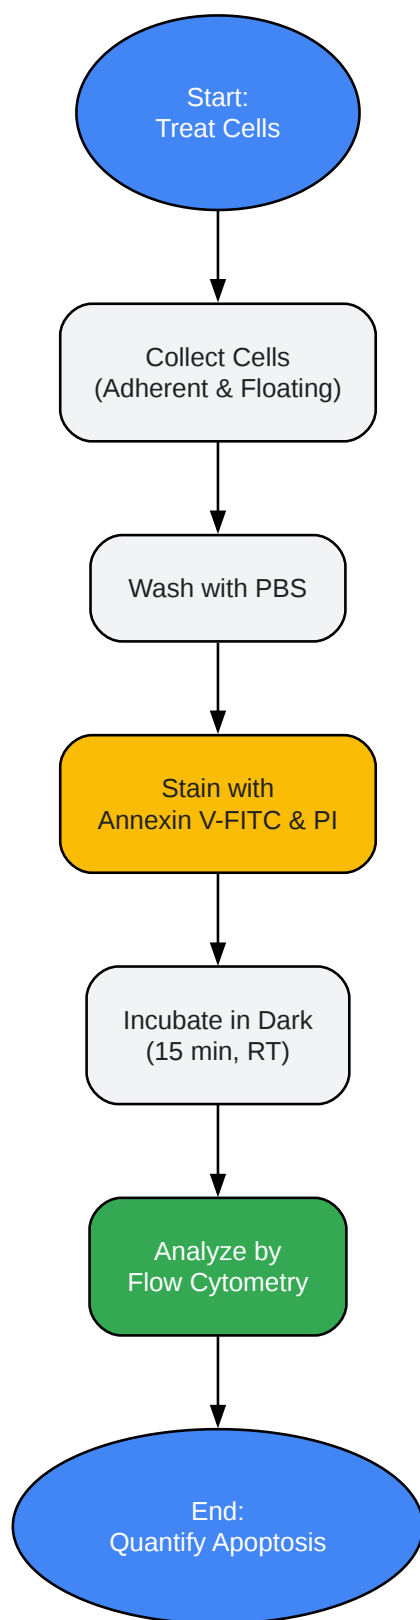 Start:
Treat Cells
Collect Cells
(Adherent & Floating)
Wash with PBS
Stain with
Annexin V-FITC & PI
Incubate in Dark
(15 min, RT)
Analyze by
Flow Cytometry
End:
Quantify Apoptosis